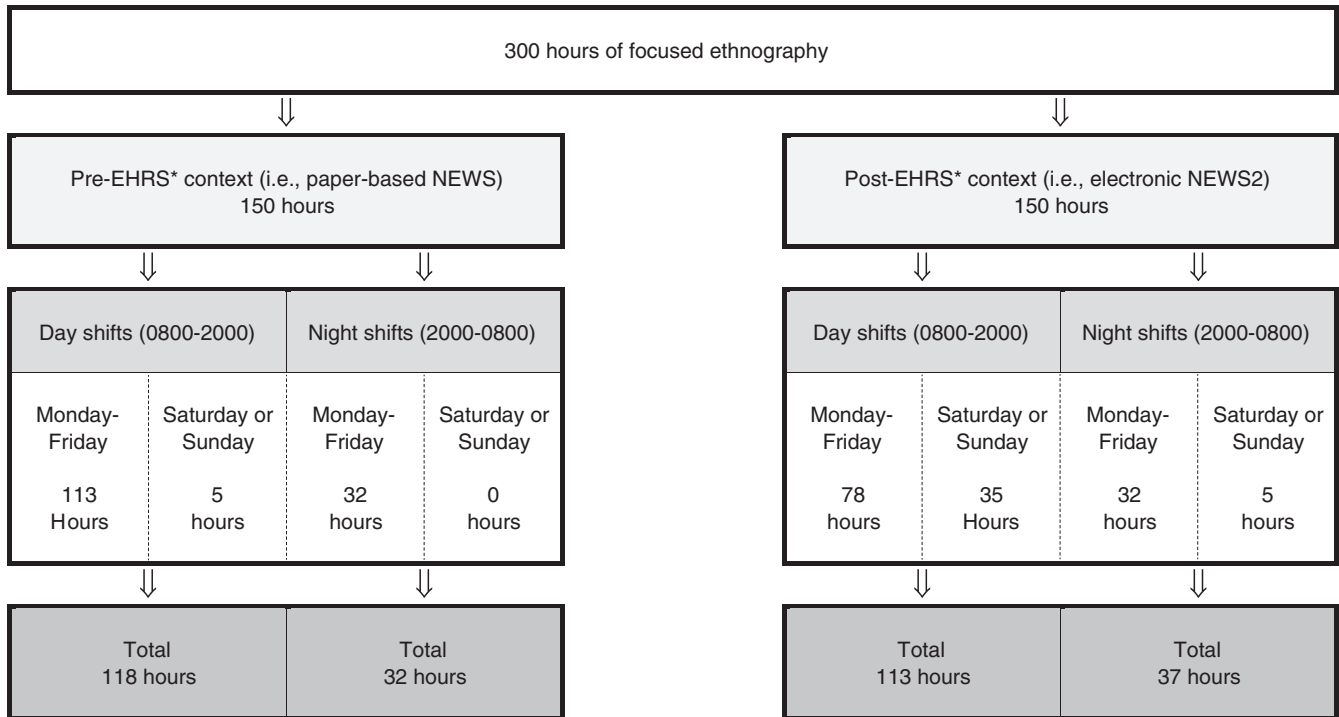 300 hours of focused ethnography
Pre-EHRS* context (i.e., paper-based NEWS)
150 hours
Post-EHRS* context (i.e., electronic NEWS2)
150 hours
Day shifts (0800-2000)
Night shifts (2000-0800)
Monday-
Friday
113
Hours
Saturday or
Sunday
5
hours
Monday-
Friday
32
hours
Saturday or
Sunday
0
hours
Day shifts (0800-2000)
Night shifts (2000-0800)
Monday-
Friday
78
hours
Saturday or
Sunday
35
Hours
Monday-
Friday
32
hours
Saturday or
Sunday
5
hours
Total
118 hours
Total
32 hours
Total
113 hours
Total
37 hours